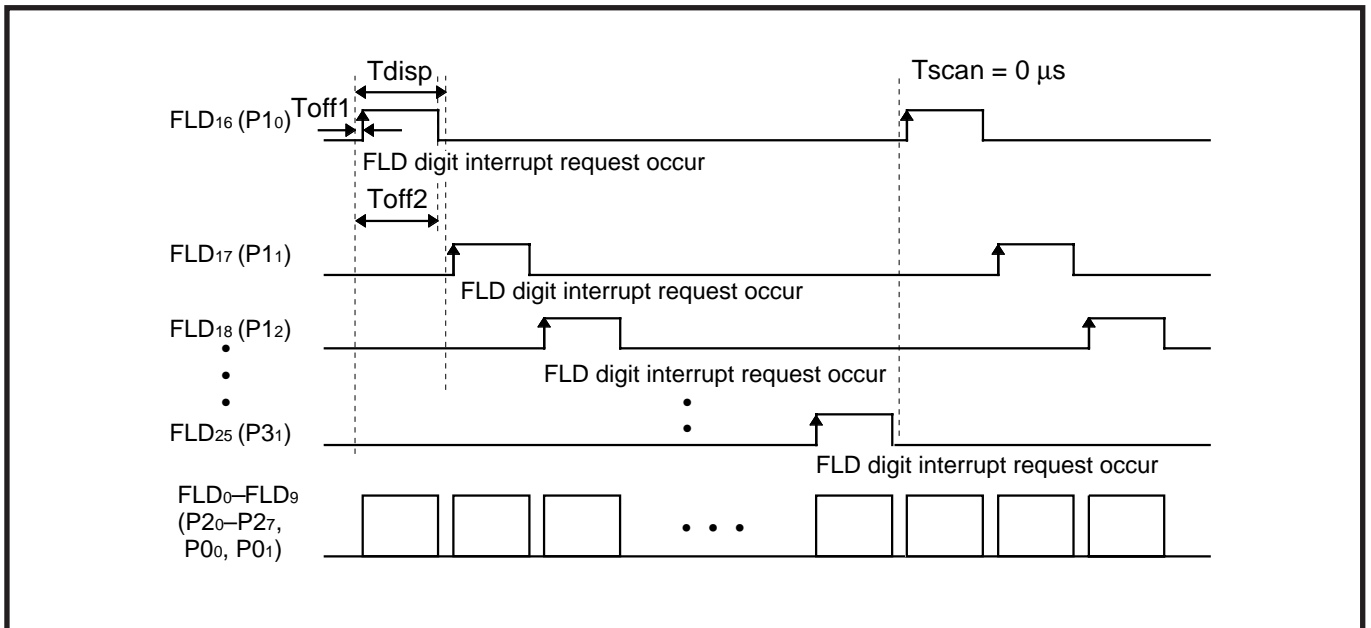 Tdisp
Tscan = 0 μs
Toff1
FLD16 (P10)
FLD digit interrupt request occur
Toff2
FLD17 (P11)
FLD digit interrupt request occur
FLD18 (P12)
FLD digit interrupt request occur
FLD25 (P31)
FLD digit interrupt request occur
FLD0–FLD9
(P20–P27,
P00, P01)